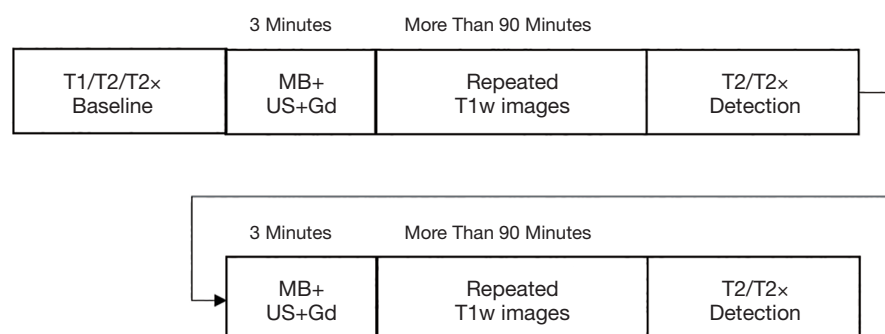 3 Minutes More Than 90 Minutes
T1/T2/T2× Baseline
MB+ US+Gd
Repeated T1w images
T2/T2× Detection
3 Minutes More Than 90 Minutes
MB+ US+Gd
Repeated T1w images
T2/T2× Detection